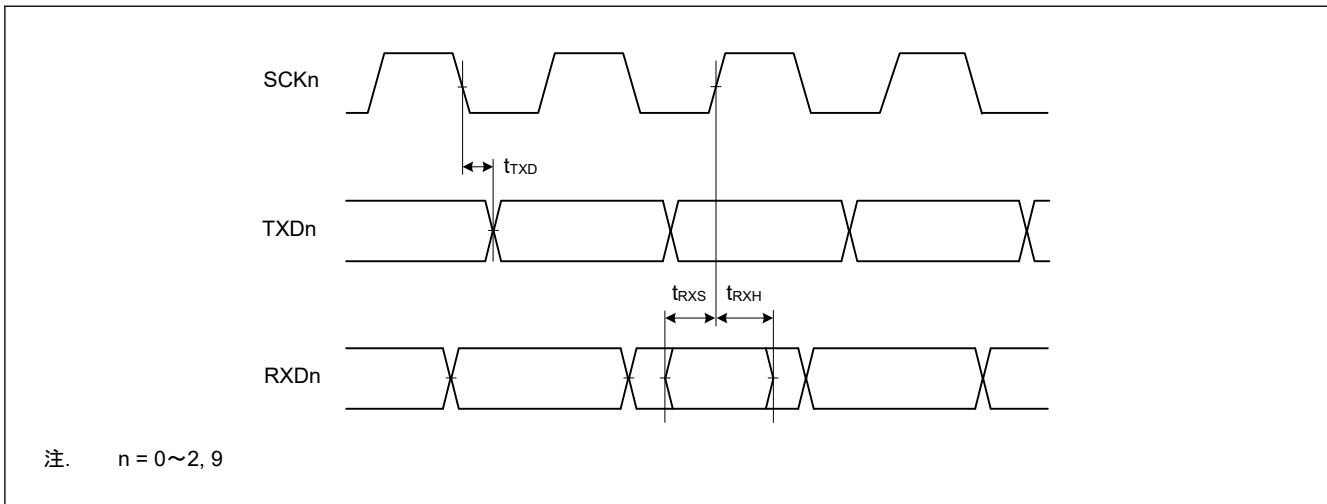 SCKn
tTXD
TXDn
tRXS tRXH
RXDn
注. n = 0～2, 9